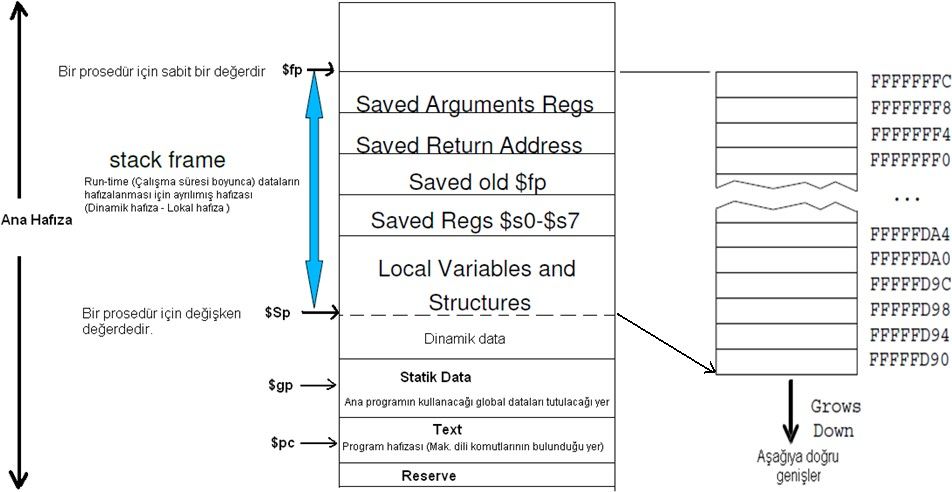 Ana Hafıza
Bir prosedür için sabit bir değerdir
$fp
stack frame
Run-time (Çalışma süresi boyunca) dataların
hafızalanması için ayrılmış hafızası
(Dinamik hafıza - Lokal hafıza )
Bir prosedür için değişken
değerdedir.
$Sp
$gp
$pc
Saved Arguments Regs
Saved Return Address
Saved old $fp
Saved Regs $s0-$s7
Local Variables and
Structures
Dinamik data
Statik Data
Ana programın kullanacağı global dataları tutulacağı yer
Text
Program hafızası (Mak. dili komutlarının bulunduğu yer)
Reserve
FFFFFFFC
FFFFFFF8
FFFFFFF4
FFFFFFF0
...
FFFFFDA4
FFFFFDA0
FFFFFD9C
FFFFFD98
FFFFFD94
FFFFFD90
Grows
Down
Aşağıya doğru
genişler